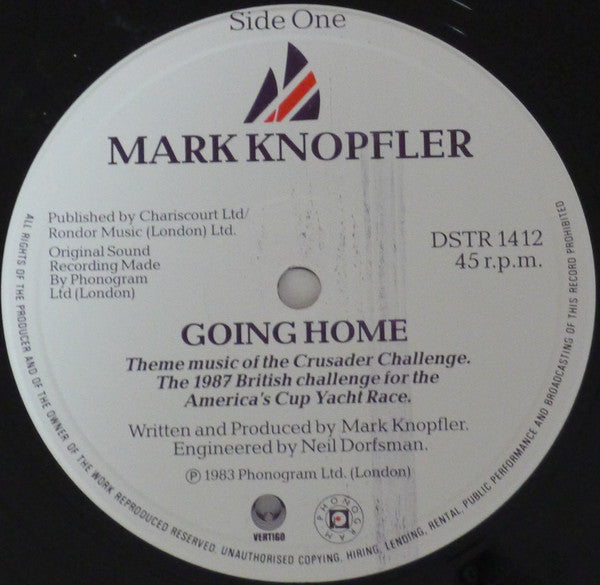 Side One
MARK KNOPFLER
Published by Chariscourt Ltd/
Rondor Music (London) Ltd.
Original Sound
Recording Made
By Phonogram
Ltd (London)
DSTR 1412
45 r.p.m.
GOING HOME
Theme music of the Crusader Challenge.
The 1987 British challenge for the
America's Cup Yacht Race.
Written and Produced by Mark Knopfler.
Engineered by Neil Dorfsman.
℗ 1983 Phonogram Ltd. (London)
VERTIGO
PHONOGRAM
ALL RIGHTS OF THE PRODUCER AND OF THE OWNER OF THE WORK REPRODUCED RESERVED. UNAUTHORISED COPYING, HIRING, LENDING, RENTAL, PUBLIC PERFORMANCE AND BROADCASTING OF THIS RECORD PROHIBITED